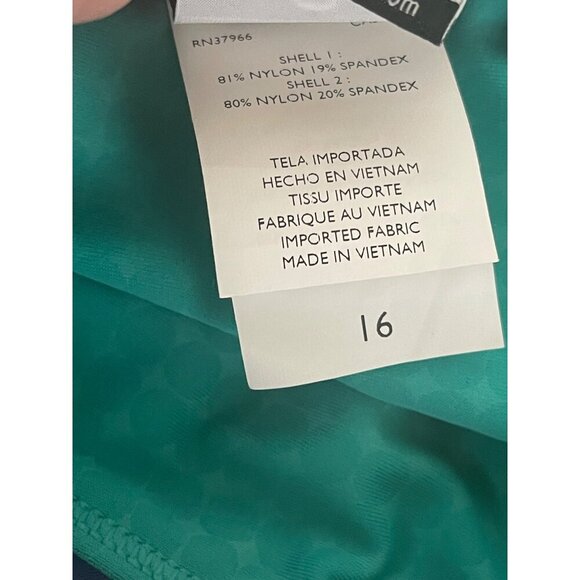 RN37966
SHELL 1 :
81% NYLON 19% SPANDEX
SHELL 2 :
80% NYLON 20% SPANDEX
TELA IMPORTADA
HECHO EN VIETNAM
TISSU IMPORTE
FABRIQUE AU VIETNAM
IMPORTED FABRIC
MADE IN VIETNAM
16